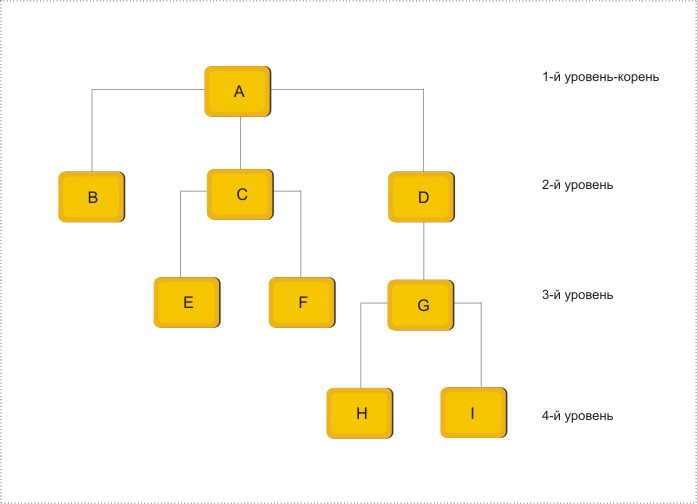 A
1-й уровень-корень
B
C
D
2-й уровень
E
F
G
3-й уровень
H
I
4-й уровень